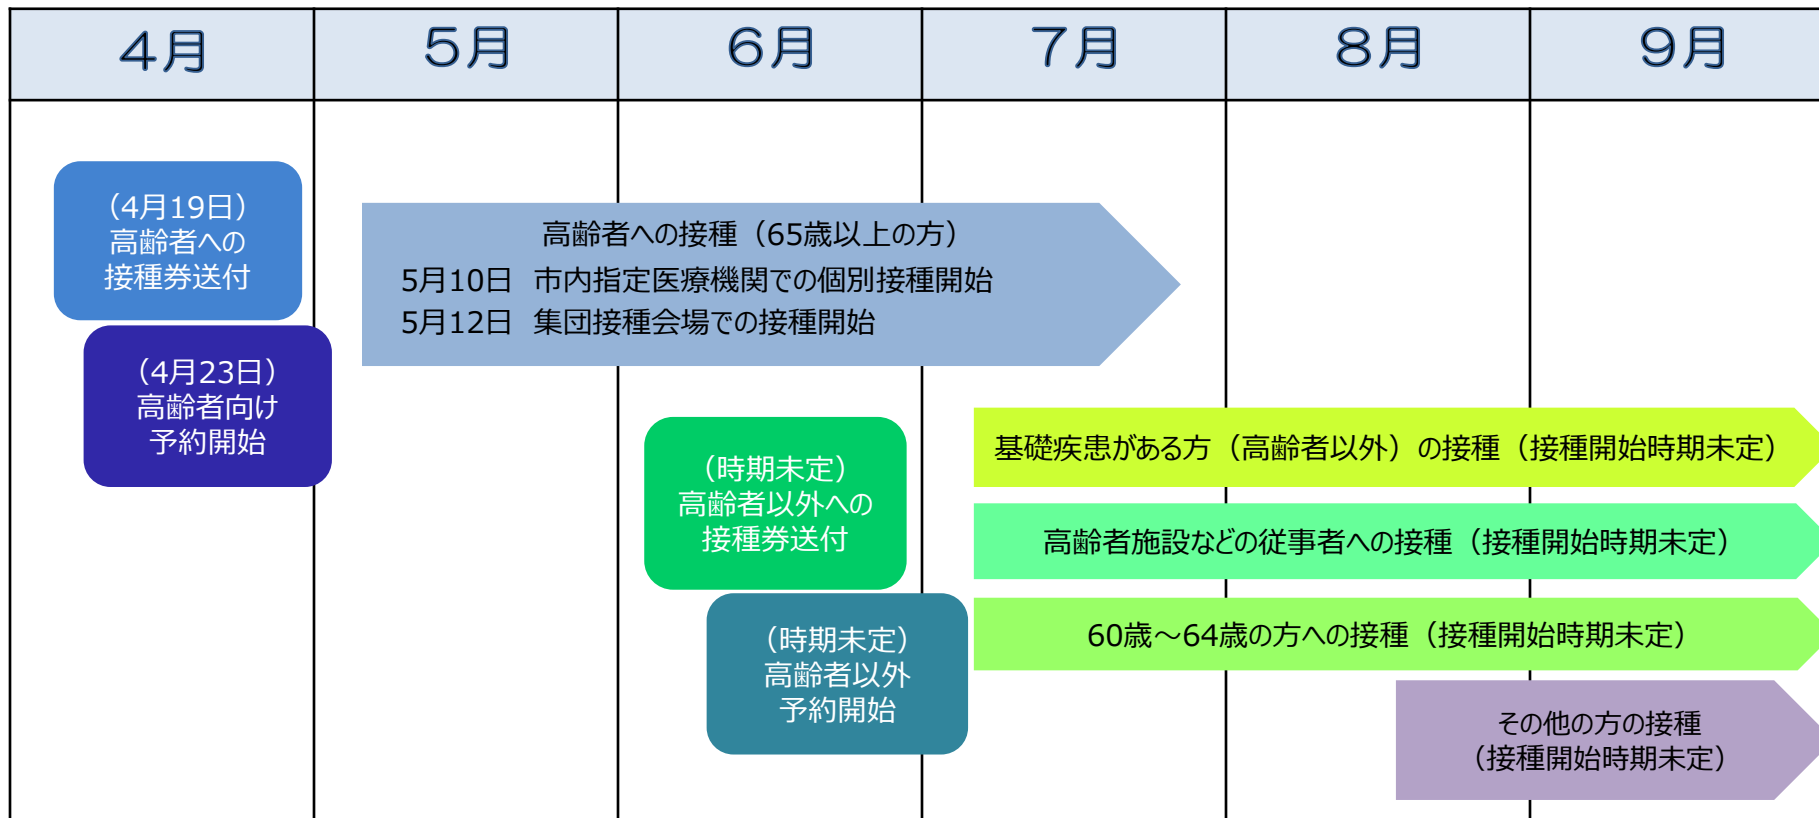 4月
5月
6月
7月
8月
9月
（4月19日）
高齢者への
接種券送付
（4月23日）
高齢者向け
予約開始
高齢者への接種（65歳以上の方）
5月10日　市内指定医療機関での個別接種開始
5月12日　集団接種会場での接種開始
（時期未定）
高齢者以外への
接種券送付
（時期未定）
高齢者以外
予約開始
基礎疾患がある方（高齢者以外）の接種（接種開始時期未定）
高齢者施設などの従事者への接種（接種開始時期未定）
60歳～64歳の方への接種（接種開始時期未定）
その他の方の接種
（接種開始時期未定）